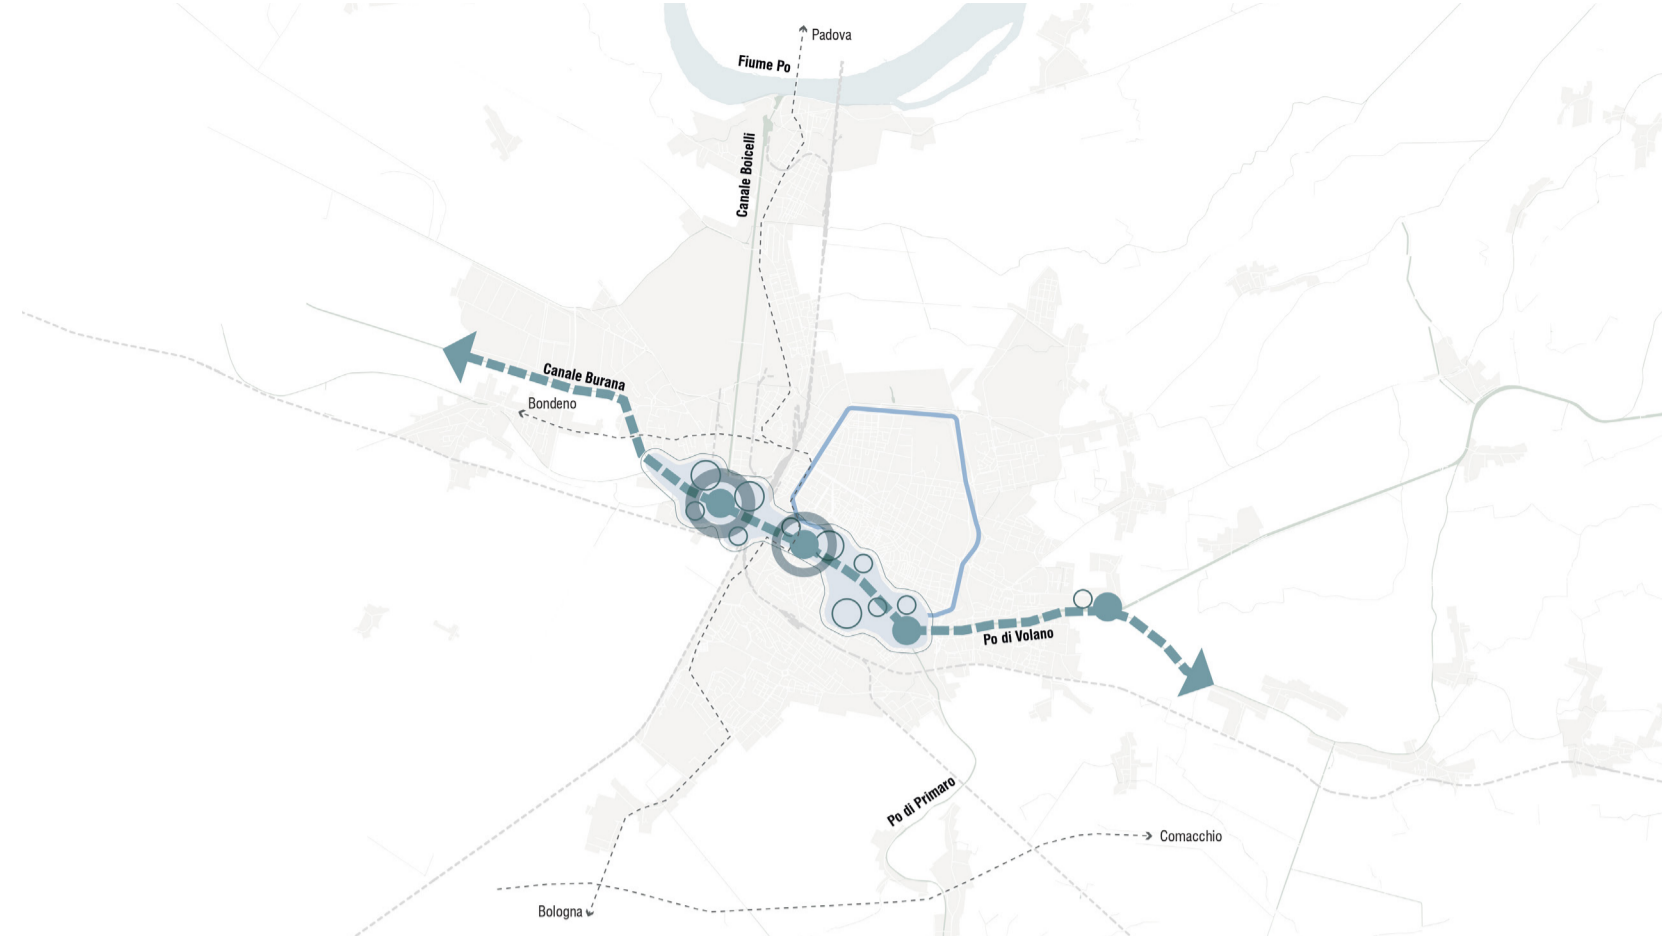 Padova
Fiume Po
Canale Boicelli
Canale Burana
Bondeno
Po di Volano
Po di Primaro
Comacchio
Bologna